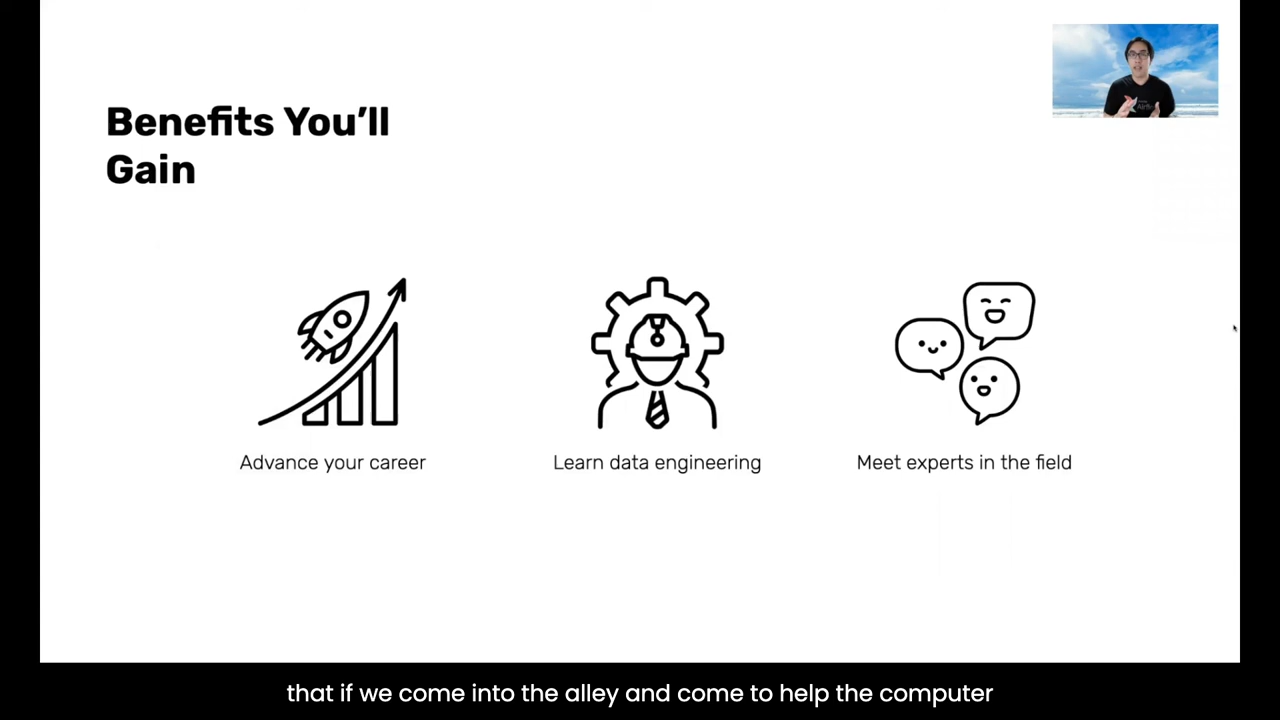 Benefits You’ll
Gain
Advance your career
Learn data engineering
Meet experts in the field
that if we come into the alley and come to help the computer